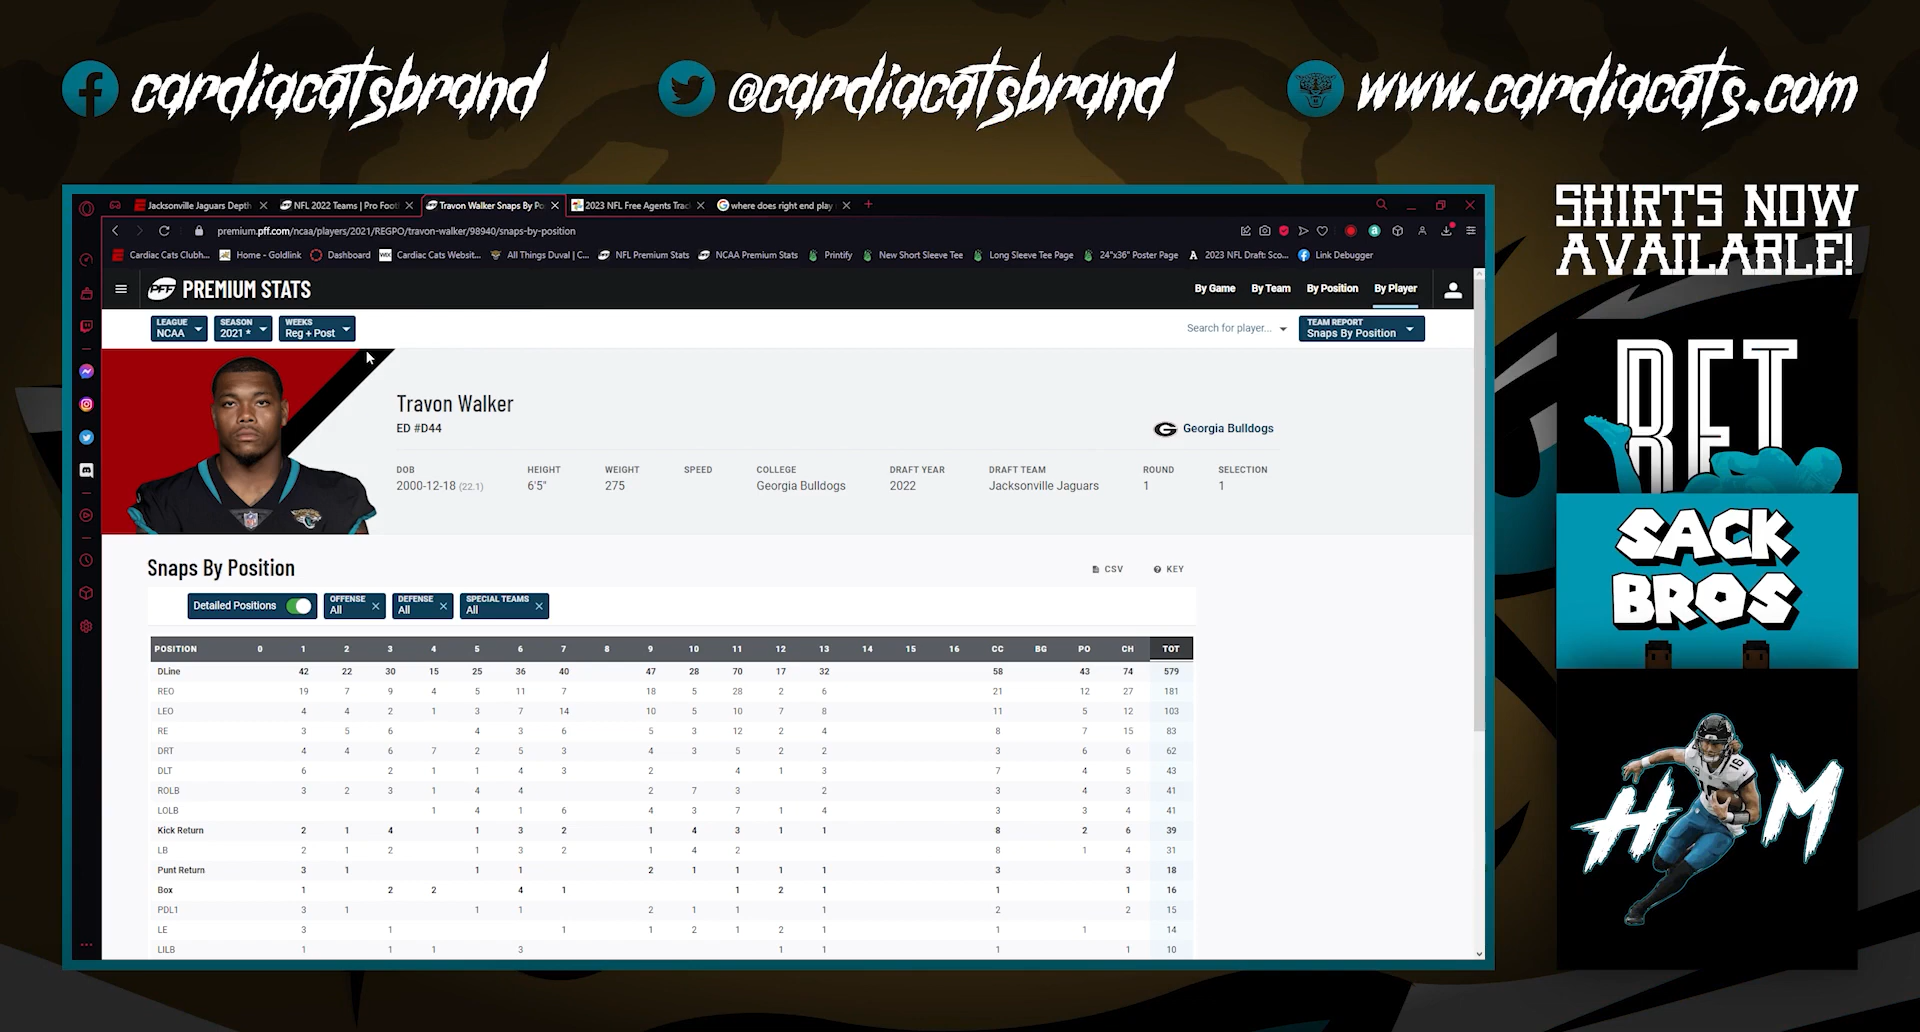 cardiacatsbrand
@cardiacatsbrand
www.cardiacats.com
SHIRTS NOW
AVAILABLE!
Jacksonville Jaguars Depth
NFL 2022 Teams | Pro Foot
Travon Walker Snaps By Po
2023 NFL Free Agents Trac
where does right end play
premium.pff.com/ncaa/players/2021/REGPO/travon-walker/98940/snaps-by-position
Cardiac Cats Clubh... Home - Goldlink Dashboard WIX Cardiac Cats Websit... All Things Duval | C... NFL Premium Stats NCAA Premium Stats Printify New Short Sleeve Tee Long Sleeve Tee Page 24"x36" Poster Page A 2023 NFL Draft: Sco... Link Debugger
PFF PREMIUM STATS
By Game By Team By Position By Player
LEAGUE
NCAA
SEASON
2021 *
WEEKS
Reg + Post
Search for player...
TEAM REPORT
Snaps By Position
Travon Walker
ED #D44
G Georgia Bulldogs
DOB HEIGHT WEIGHT SPEED COLLEGE DRAFT YEAR DRAFT TEAM ROUND SELECTION
2000-12-18 (22.1) 6'5" 275 Georgia Bulldogs 2022 Jacksonville Jaguars 1 1
Snaps By Position
CSV KEY
Detailed Positions
OFFENSE
All
DEFENSE
All
SPECIAL TEAMS
All
POSITION 0 1 2 3 4 5 6 7 8 9 10 11 12 13 14 15 16 CC BG PO CH TOT
DLine 42 22 30 15 25 36 40 47 28 70 17 32 58 43 74 579
REO 19 7 9 4 5 11 7 18 5 28 2 6 21 12 27 181
LEO 4 4 2 1 3 7 14 10 5 10 7 8 11 5 12 103
RE 3 5 6 4 3 6 5 3 12 2 4 8 7 15 83
DRT 4 4 6 7 2 5 3 4 3 5 2 2 3 6 6 62
DLT 6 2 1 1 4 3 2 4 1 3 7 4 5 43
ROLB 3 2 3 1 4 4 2 7 3 2 3 4 3 41
LOLB 1 4 1 6 4 3 7 1 4 3 3 4 41
Kick Return 2 1 4 1 3 2 1 4 3 1 1 8 2 6 39
LB 2 1 2 1 3 2 1 4 2 8 1 4 31
Punt Return 3 1 1 1 2 1 1 1 1 3 3 18
Box 1 2 2 4 1 1 2 1 1 1 16
PDL1 3 1 1 1 2 1 1 1 2 2 15
LE 3 1 1 1 2 1 2 1 1 1 14
LILB 1 1 1 3 1 1 1 1 10
BET
SACK
BROS
HIM
16